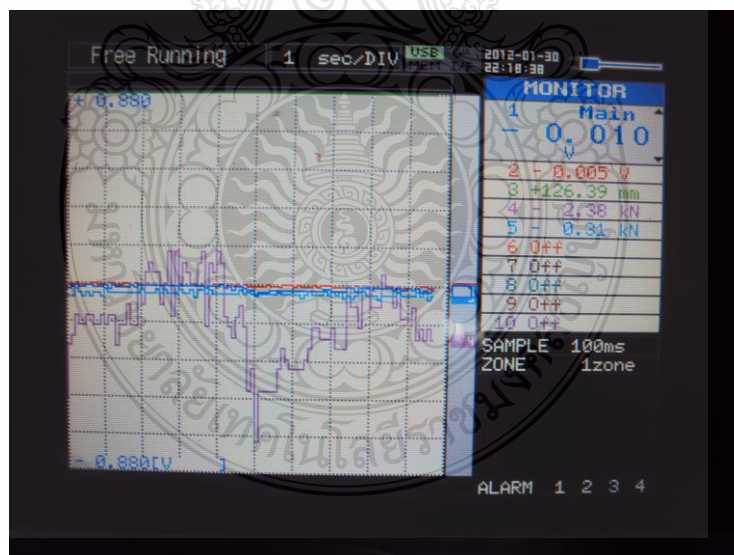 Free Running 1 sec/DIV USB
2012-01-30
22:18:38
MONITOR
1 Main
- 0.010
V
2 - 0.005 V
3 +126.39 mm
4 - 2.38 kN
5 - 0.31 kN
6 Off
7 Off
8 Off
9 Off
10 Off
SAMPLE 100ms
ZONE 1zone
+ 0.880
- 0.880[V ]
ALARM 1 2 3 4